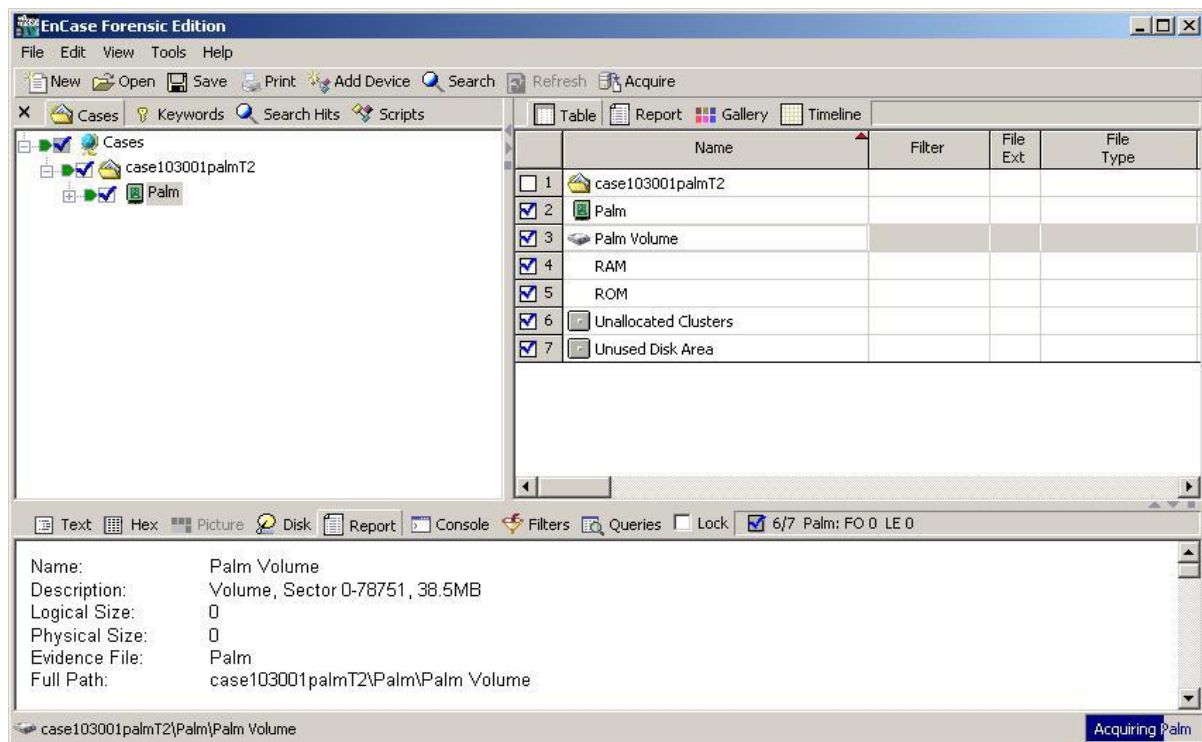 EnCase Forensic Edition
File Edit View Tools Help
New Open Save Print Add Device Search Refresh Acquire
Cases Keywords Search Hits Scripts
Table Report Gallery Timeline
Cases
case103001palmT2
Palm
Name Filter File Ext File Type
1 case103001palmT2
2 Palm
3 Palm Volume
4 RAM
5 ROM
6 Unallocated Clusters
7 Unused Disk Area
Text Hex Picture Disk Report Console Filters Queries Lock 6/7 Palm: FO 0 LE 0
Name: Palm Volume
Description: Volume, Sector 0-78751, 38.5MB
Logical Size: 0
Physical Size: 0
Evidence File: Palm
Full Path: case103001palmT2\Palm\Palm Volume
case103001palmT2\Palm\Palm Volume
Acquiring Palm